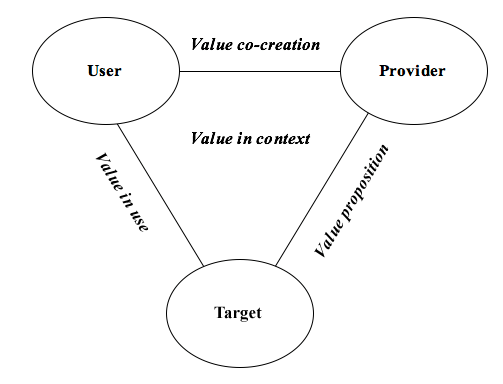 Value co-creation
User
Provider
Value in context
Value in use
Value proposition
Target